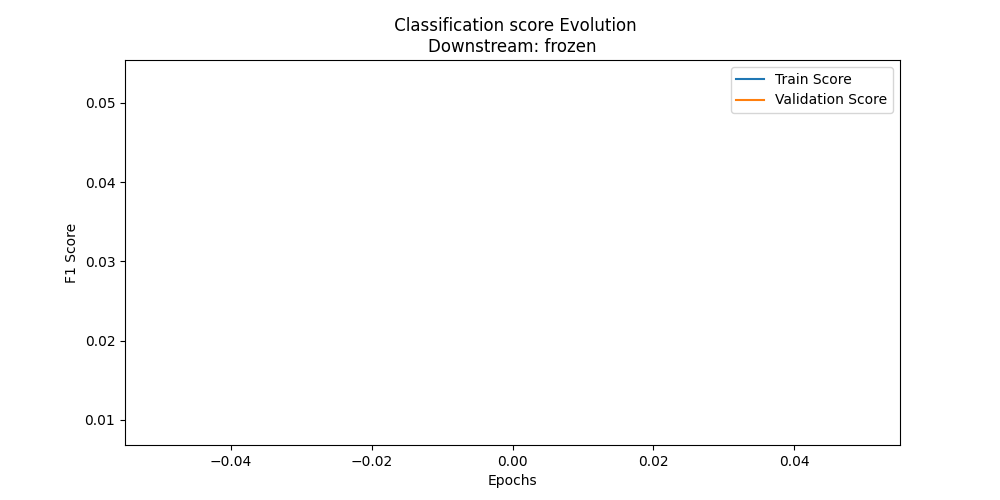 Classification score Evolution
Downstream: frozen
Train Score
Validation Score
0.05
0.04
0.03
0.02
0.01
F1 Score
−0.04
−0.02
0.00
0.02
0.04
Epochs